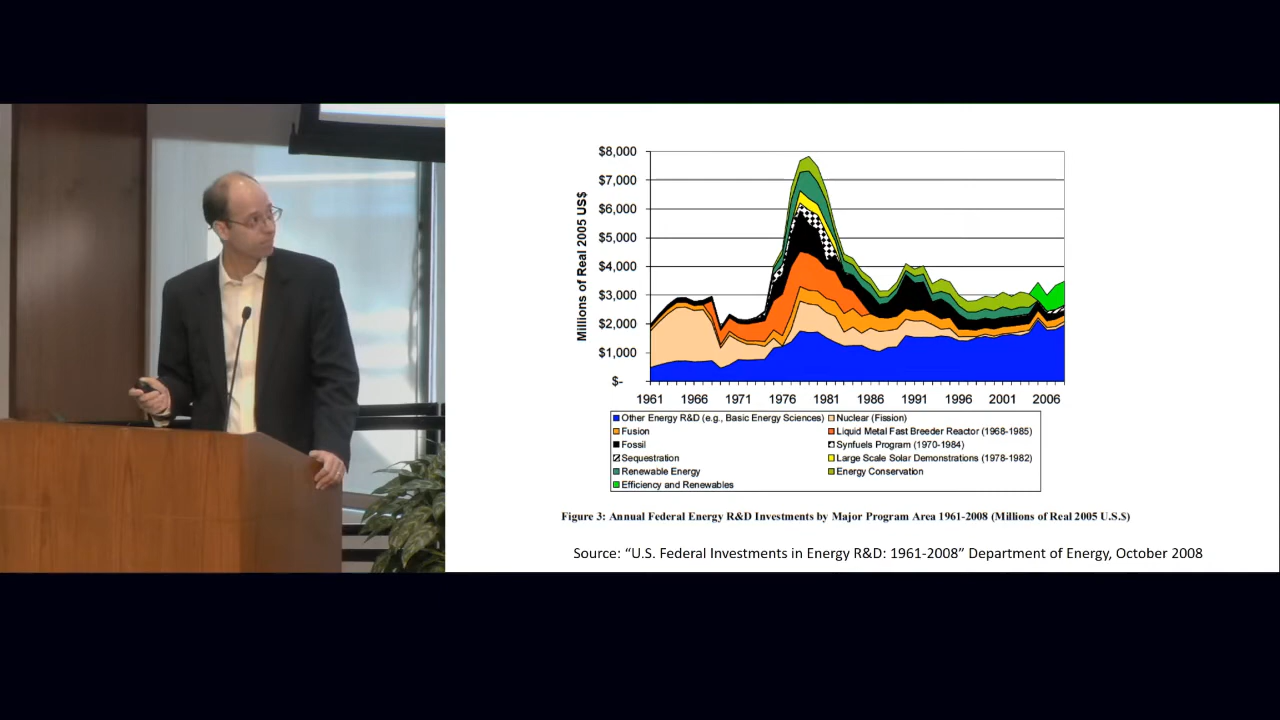 $8,000
$7,000
$6,000
$5,000
$4,000
$3,000
$2,000
$1,000
$-
Millions of Real 2005 US$
1961 1966 1971 1976 1981 1986 1991 1996 2001 2006
Other Energy R&D (e.g., Basic Energy Sciences) Nuclear (Fission)
Fusion Liquid Metal Fast Breeder Reactor (1968-1985)
Fossil Synfuels Program (1970-1984)
Sequestration Large Scale Solar Demonstrations (1978-1982)
Renewable Energy Energy Conservation
Efficiency and Renewables
Figure 3: Annual Federal Energy R&D Investments by Major Program Area 1961-2008 (Millions of Real 2005 U.S.$)
Source: “U.S. Federal Investments in Energy R&D: 1961-2008” Department of Energy, October 2008